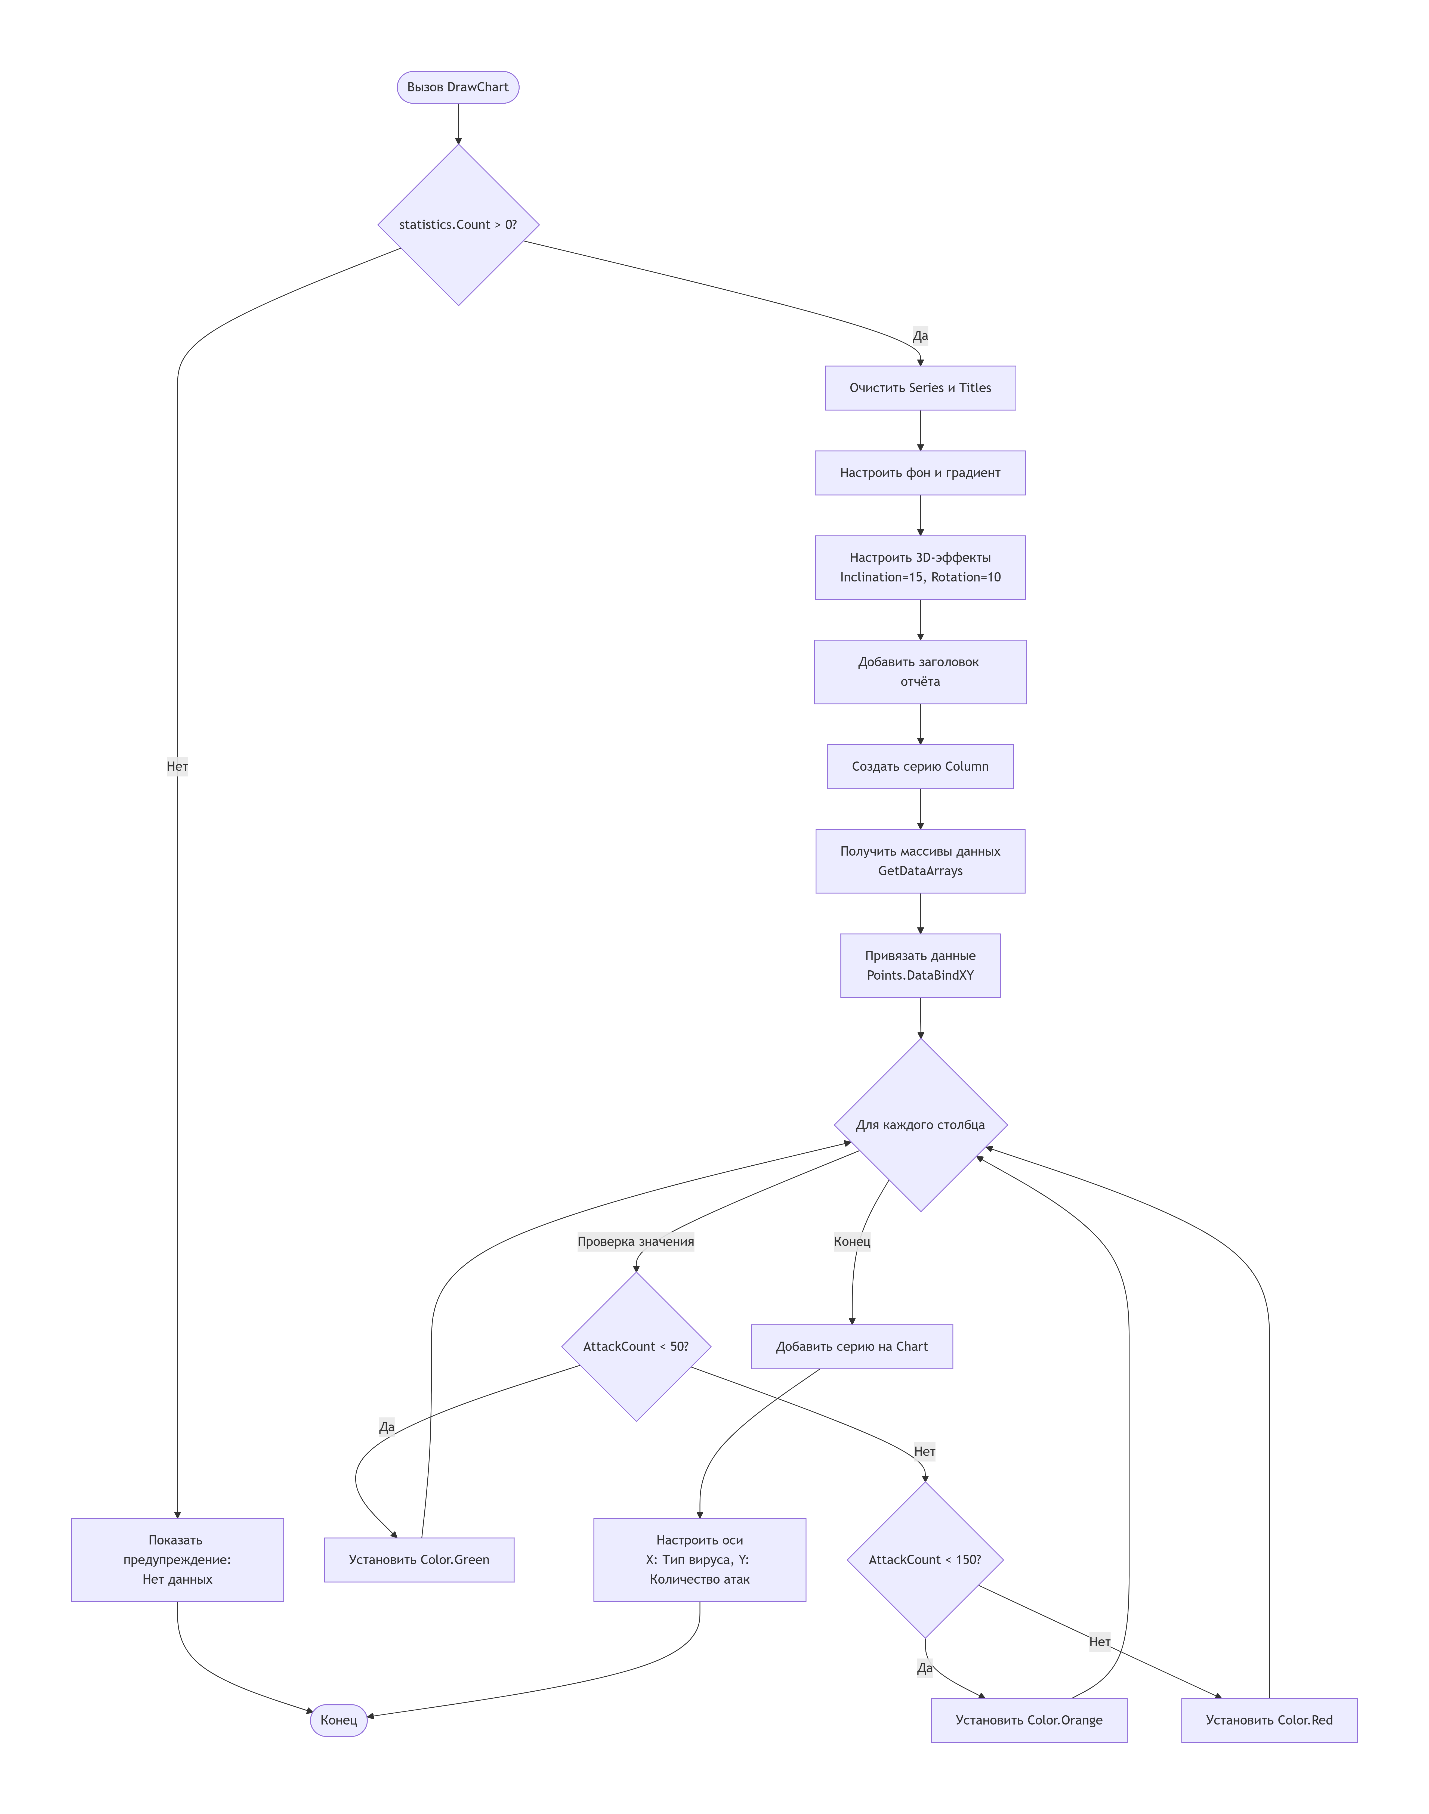 Вызов DrawChart
statistics.Count > 0?
Да
Очистить Series и Titles
Настроить фон и градиент
Настроить 3D-эффекты
Inclination=15, Rotation=10
Добавить заголовок
отчёта
Создать серию Column
Нет
Получить массивы данных
GetDataArrays
Привязать данные
Points.DataBindXY
Для каждого столбца
Проверка значения
Конец
AttackCount < 50?
Добавить серию на Chart
Да
Нет
Показать
предупреждение:
Нет данных
Установить Color.Green
Настроить оси
X: Тип вируса, Y:
Количество атак
AttackCount < 150?
Нет
Да
Конец
Установить Color.Orange
Установить Color.Red